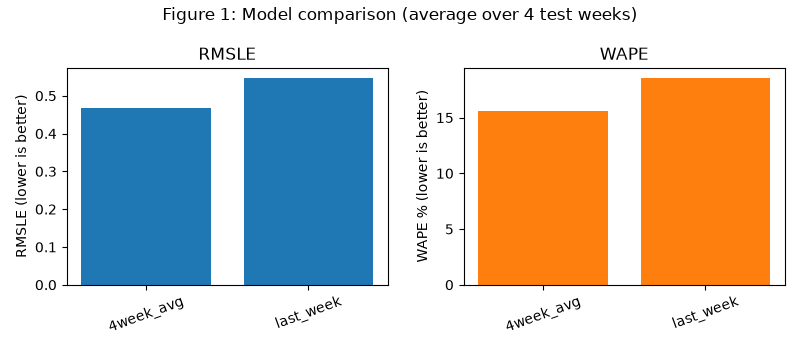 Figure 1: Model comparison (average over 4 test weeks)
RMSLE
RMSLE (lower is better)
0.5
0.4
0.3
0.2
0.1
0.0
4week_avg
last_week
WAPE
WAPE % (lower is better)
15
10
5
0
4week_avg
last_week